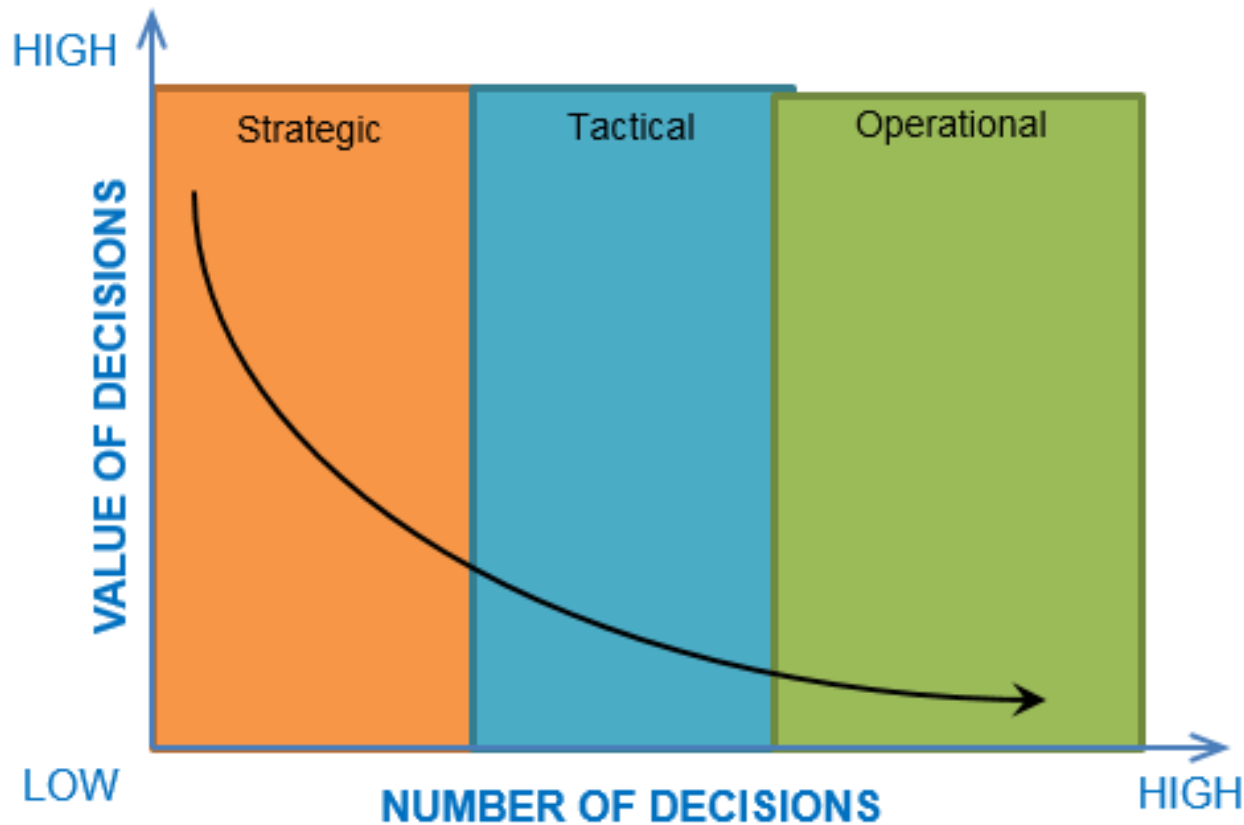 HIGH
Strategic
Tactical
Operational
VALUE OF DECISIONS
LOW
NUMBER OF DECISIONS
HIGH